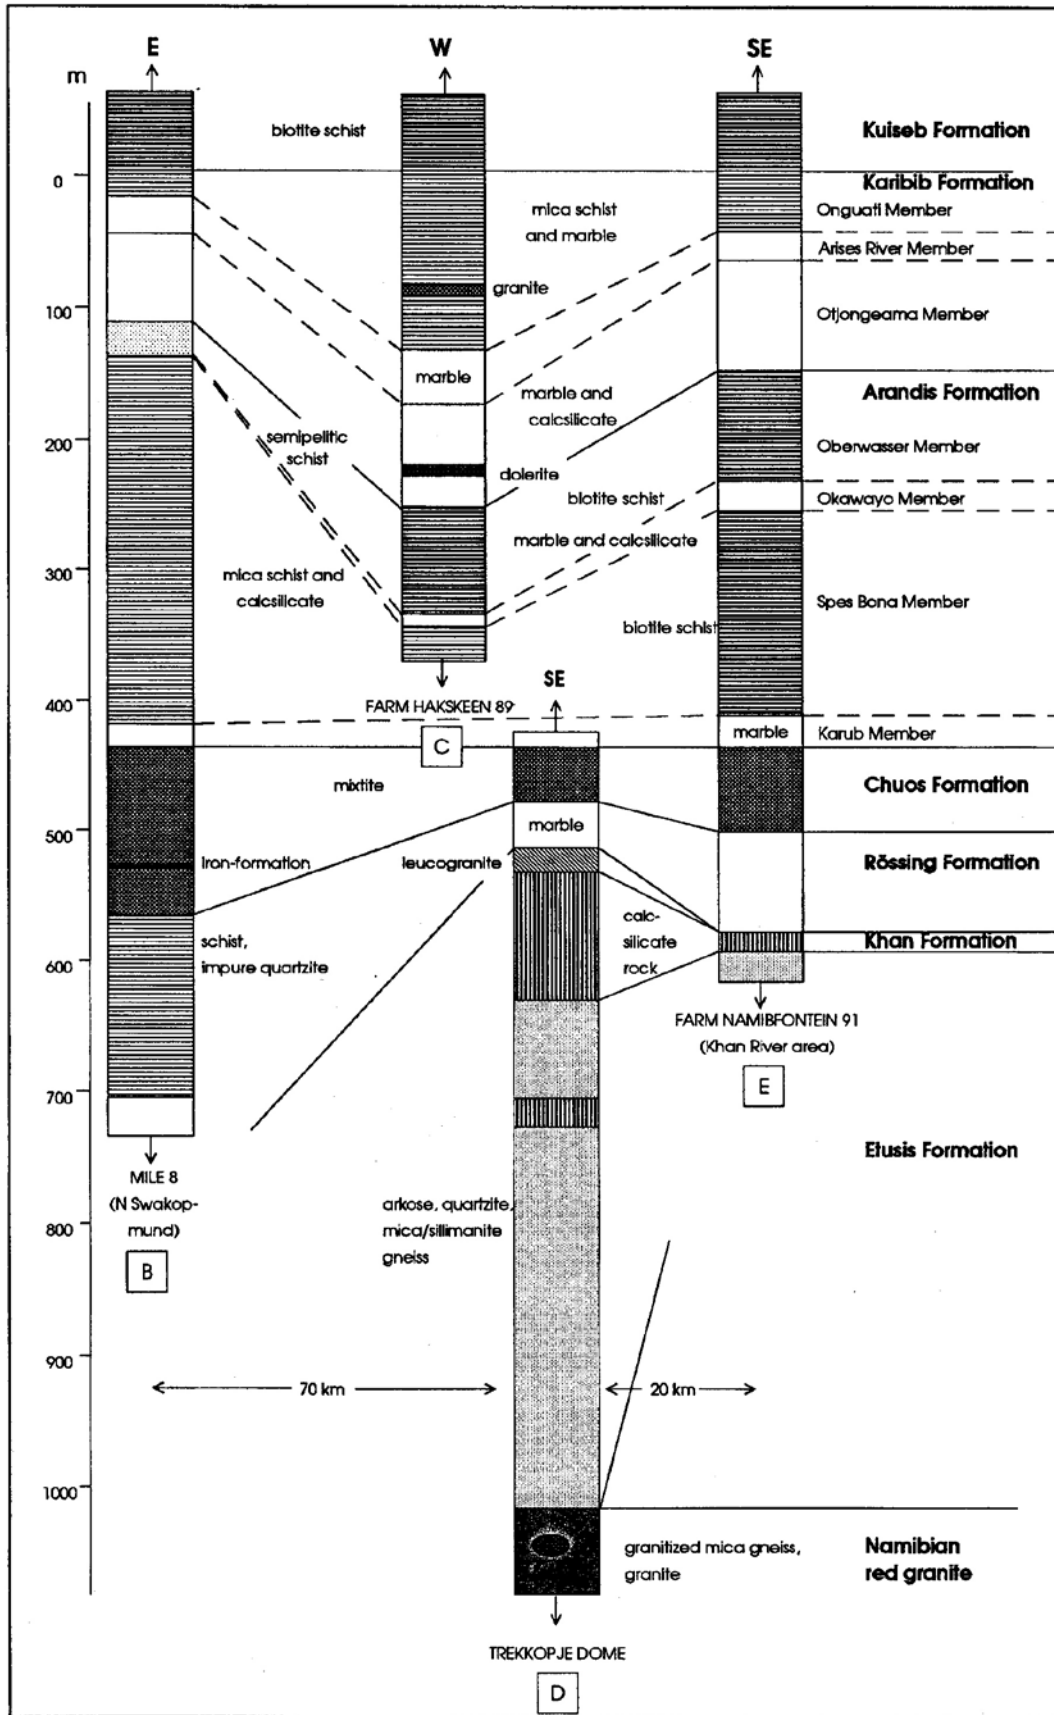 E
W
SE
m
biotite schist
Kuiseb Formation
0
Karibib Formation
mica schist
and marble
Onguati Member
Arises River Member
granite
100
Otjongeama Member
marble
marble and
calcsilicate
Arandis Formation
200
semipelitic
schist
Oberwasser Member
dolerite
biotite schist
Okawayo Member
marble and calcsilicate
300
mica schist and
calcsilicate
Spes Bona Member
biotite schist
SE
400
FARM HAKSKEEN 89
C
marble
Karub Member
mixtite
Chuos Formation
500
marble
Iron-formation
leucogranite
Rössing Formation
calc-
silicate
rock
schist,
impure quartzite
Khan Formation
600
FARM NAMIBFONTEIN 91
(Khan River area)
E
700
Etusis Formation
MILE 8
(N Swakop-
mund)
B
arkose, quartzite,
mica/sillimanite
gneiss
800
900
70 km
20 km
1000
granitized mica gneiss,
granite
Namibian
red granite
TREKKOPJE DOME
D